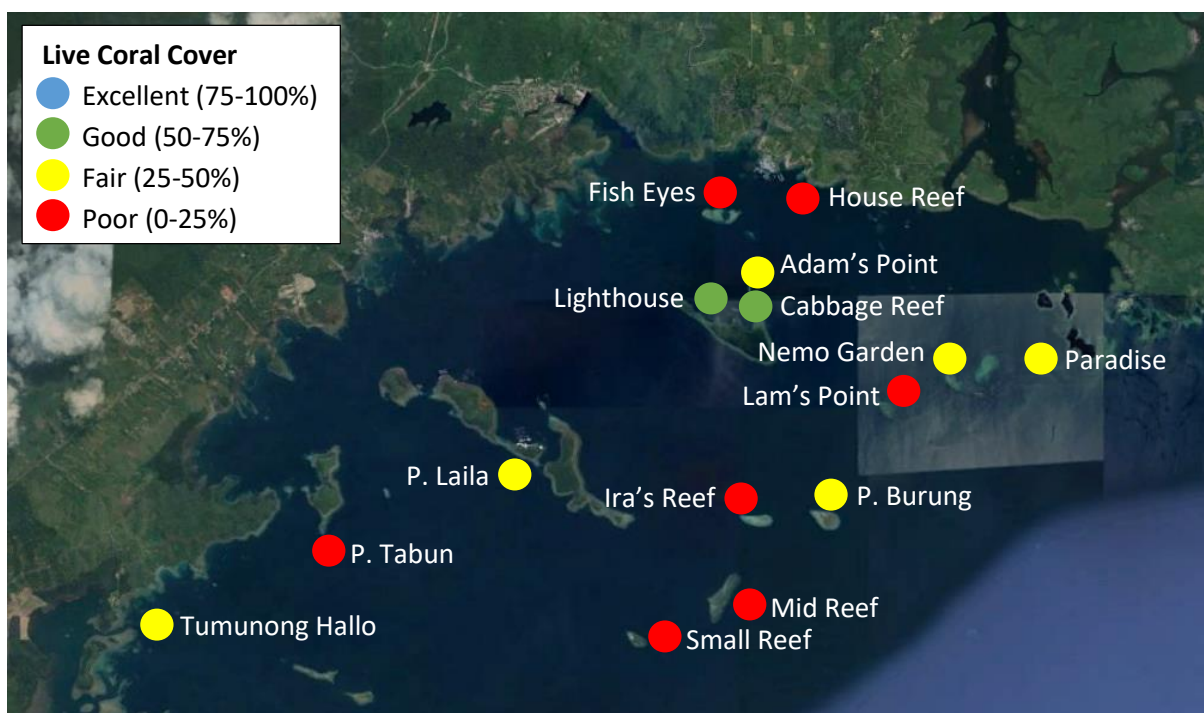 Live Coral Cover
Excellent (75-100%)
Good (50-75%)
Fair (25-50%)
Poor (0-25%)
Fish Eyes
House Reef
Adam's Point
Lighthouse
Cabbage Reef
Nemo Garden
Paradise
Lam's Point
P. Laila
Ira's Reef
P. Burung
P. Tabun
Mid Reef
Tumunong Hallo
Small Reef